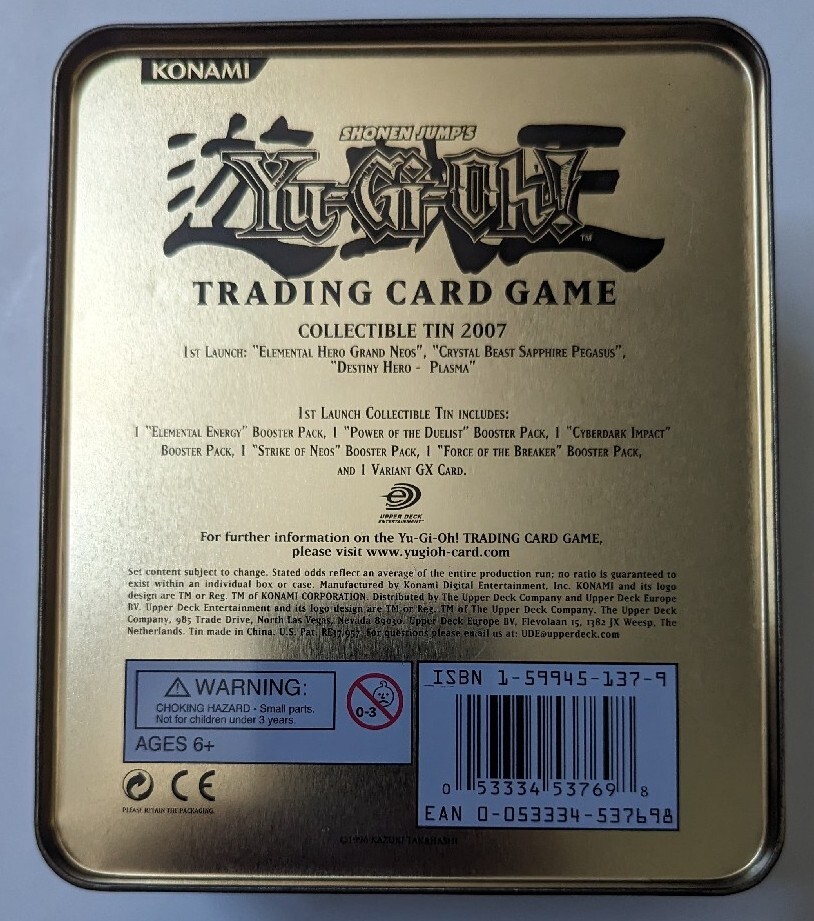 KONAMI
SHONEN JUMP'S
遊戯王
Yu-Gi-Oh!
TM
TRADING CARD GAME
COLLECTIBLE TIN 2007
1ST LAUNCH: "ELEMENTAL HERO GRAND NEOS", "CRYSTAL BEAST SAPPHIRE PEGASUS",
"DESTINY HERO - PLASMA"
1ST LAUNCH COLLECTIBLE TIN INCLUDES:
1 "ELEMENTAL ENERGY" BOOSTER PACK, 1 "POWER OF THE DUELIST" BOOSTER PACK, 1 "CYBERDARK IMPACT"
BOOSTER PACK, 1 "STRIKE OF NEOS" BOOSTER PACK, 1 "FORCE OF THE BREAKER" BOOSTER PACK,
AND 1 VARIANT GX CARD.
UPPER DECK
ENTERTAINMENT
For further information on the Yu-Gi-Oh! TRADING CARD GAME,
please visit www.yugioh-card.com
Set content subject to change. Stated odds reflect an average of the entire production run; no ratio is guaranteed to
exist within an individual box or case. Manufactured by Konami Digital Entertainment, Inc. KONAMI and its logo
design are TM or Reg. TM of KONAMI CORPORATION. Distributed by The Upper Deck Company and Upper Deck Europe
BV. Upper Deck Entertainment and its logo design are TM or Reg. TM of The Upper Deck Company. The Upper Deck
Company, 985 Trade Drive, North Las Vegas, Nevada 89030. Upper Deck Europe BV, Flevolaan 15, 1382 JX Weesp, The
Netherlands. Tin made in China. U.S. Pat. RE37,957. For questions please email us at: UDE@upperdeck.com
WARNING:
CHOKING HAZARD - Small parts.
Not for children under 3 years.
0-3
AGES 6+
CE
PLEASE RETAIN THE PACKAGING.
ISBN 1-59945-137-9
0 53334 53769 8
EAN 0-053334-537698
©1996 KAZUKI TAKAHASHI